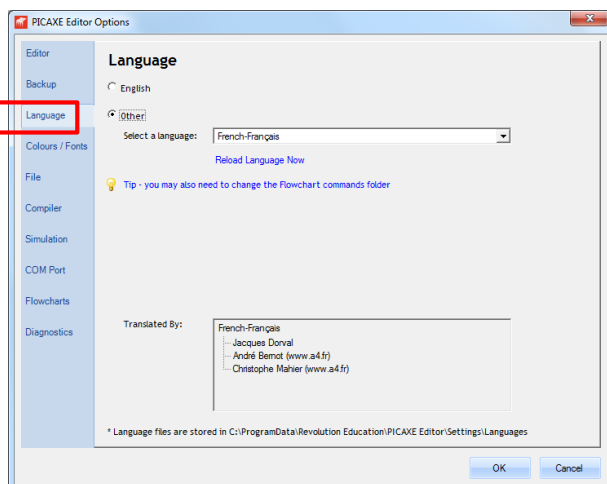 PICAXE Editor Options
Editor
Backup
Language
Colours / Fonts
File
Compiler
Simulation
COM Port
Flowcharts
Diagnostics
Language
English
Other
Select a language: French-Français
Reload Language Now
Tip - you may also need to change the Flowchart commands folder
Translated By: French-Français
Jacques Dorval
André Bernot (www.a4.fr)
Christophe Mahier (www.a4.fr)
* Language files are stored in C:\ProgramData\Revolution Education\PICAXE Editor\Settings\Languages
OK Cancel